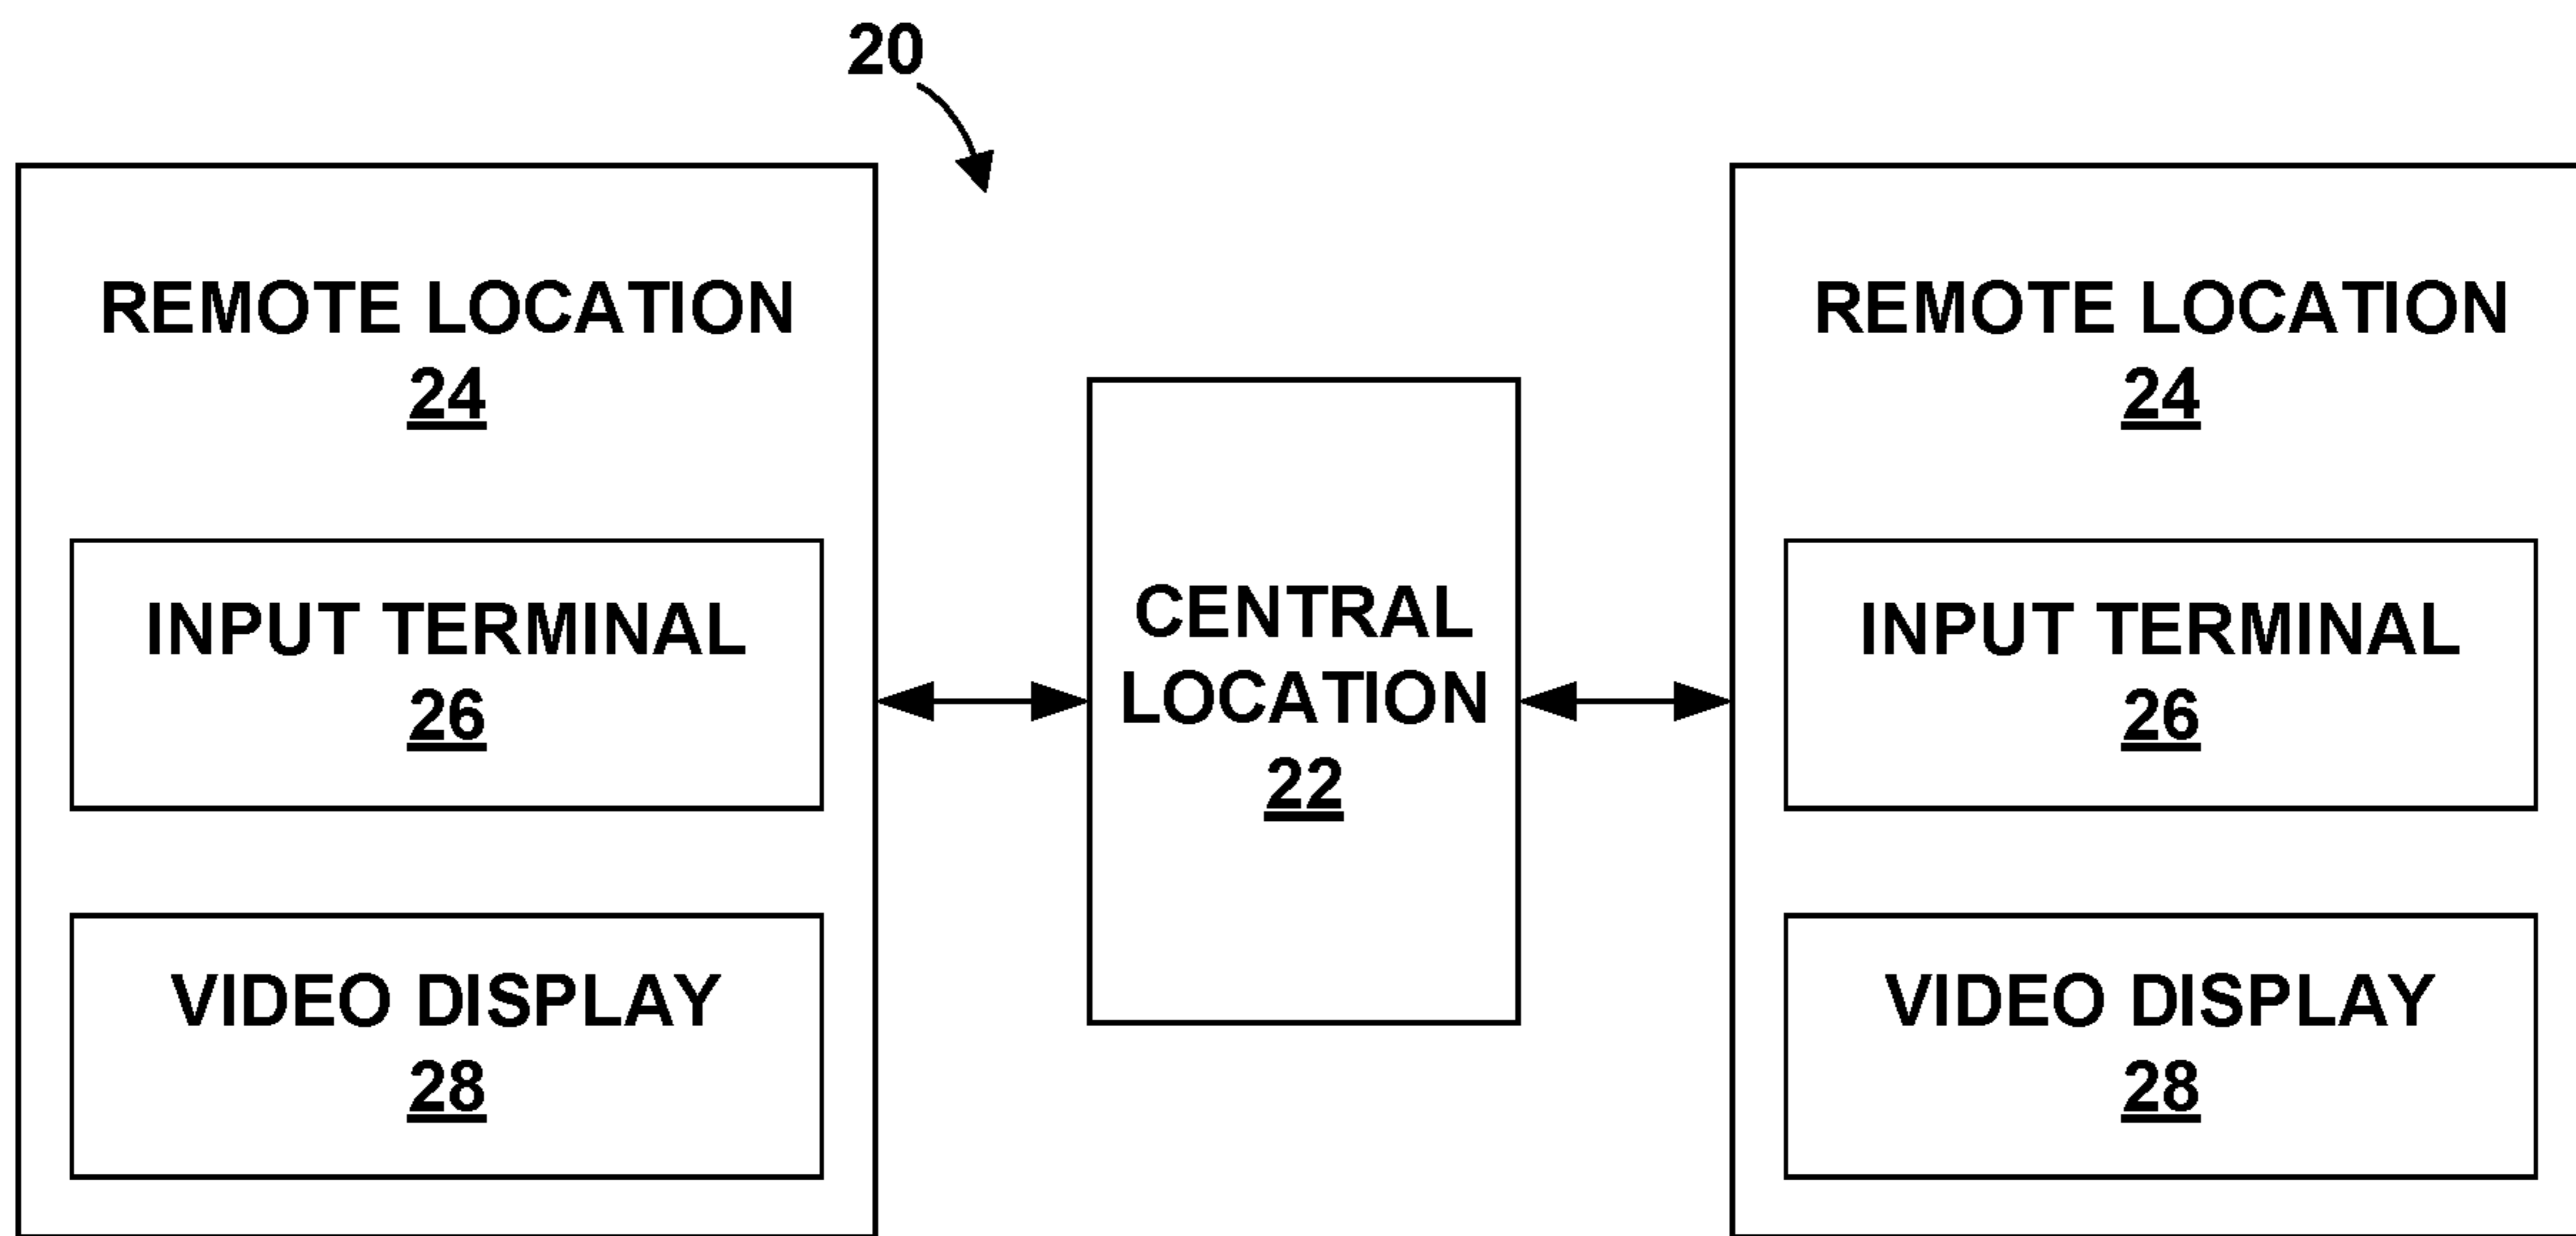 20
REMOTE LOCATION
24
INPUT TERMINAL
26
VIDEO DISPLAY
28
CENTRAL
LOCATION
22
REMOTE LOCATION
24
INPUT TERMINAL
26
VIDEO DISPLAY
28